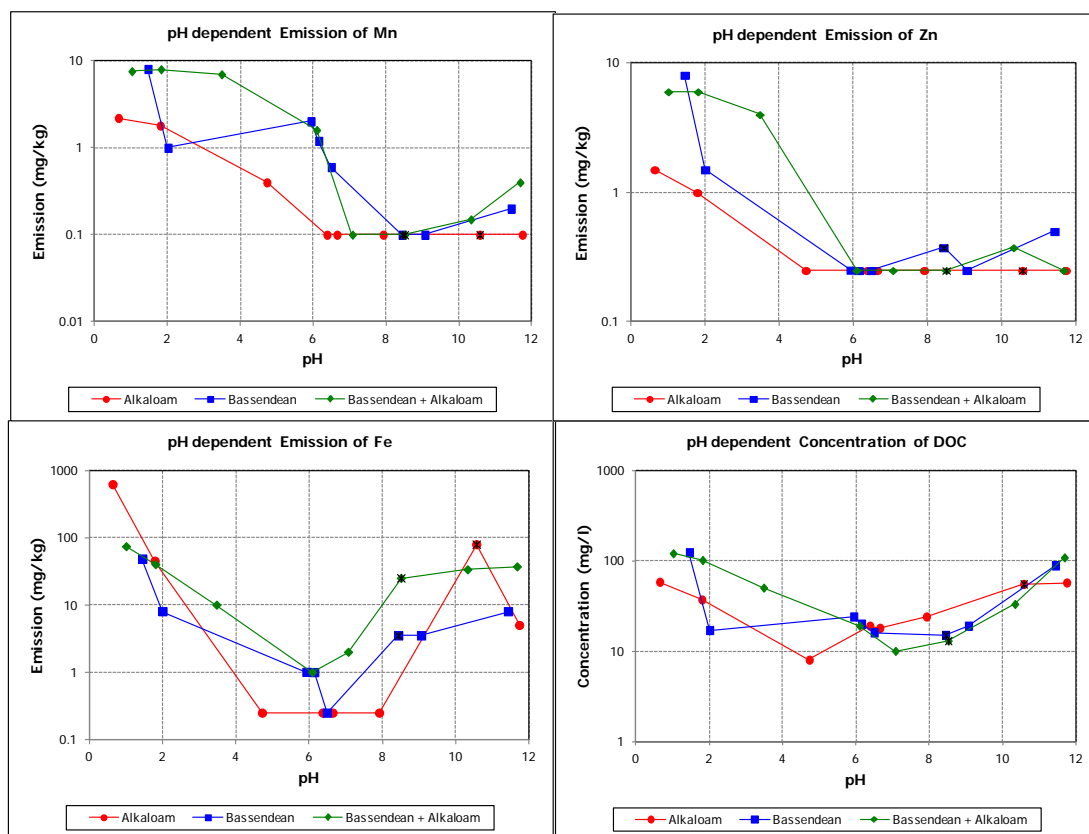 pH dependent Emission of Mn
Emission (mg/kg)
10
1
0.1
0.01
0 2 4 6 8 10 12
pH
Alkaloam Bassendean Bassendean + Alkaloam
pH dependent Emission of Zn
Emission (mg/kg)
10
1
0.1
0 2 4 6 8 10 12
pH
Alkaloam Bassendean Bassendean + Alkaloam
pH dependent Emission of Fe
Emission (mg/kg)
1000
100
10
1
0.1
0 2 4 6 8 10 12
pH
Alkaloam Bassendean Bassendean + Alkaloam
pH dependent Concentration of DOC
Concentration (mg/l)
1000
100
10
1
0 2 4 6 8 10 12
pH
Alkaloam Bassendean Bassendean + Alkaloam